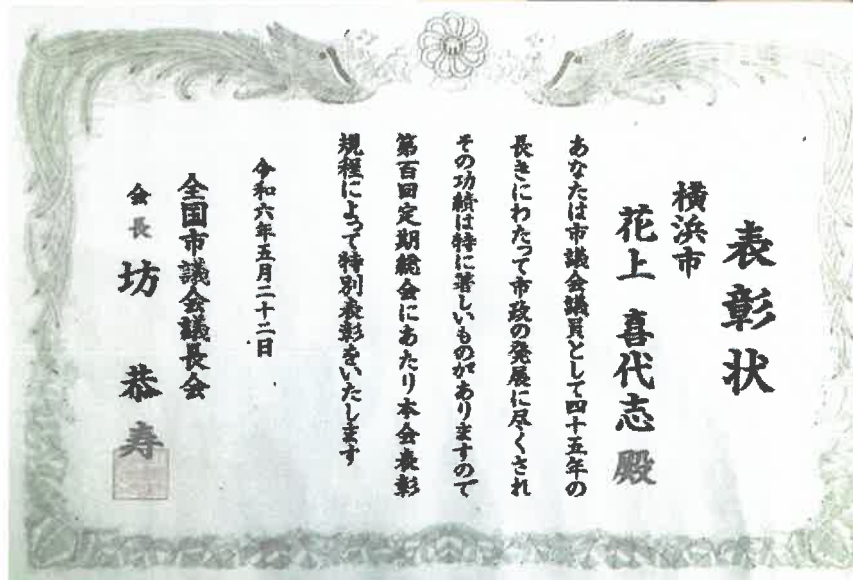 表彰状
横浜市
花上 喜代志 殿
あなたは市議会議員として四十五年の
長きにわたって市政の発展に尽くされ
その功績は特に著しいものがありますので
第百回定期総会にあたり本会表彰
規程によって特別表彰をいたします
令和六年五月二十二日
全国市議会議長会
会長 坊 恭寿